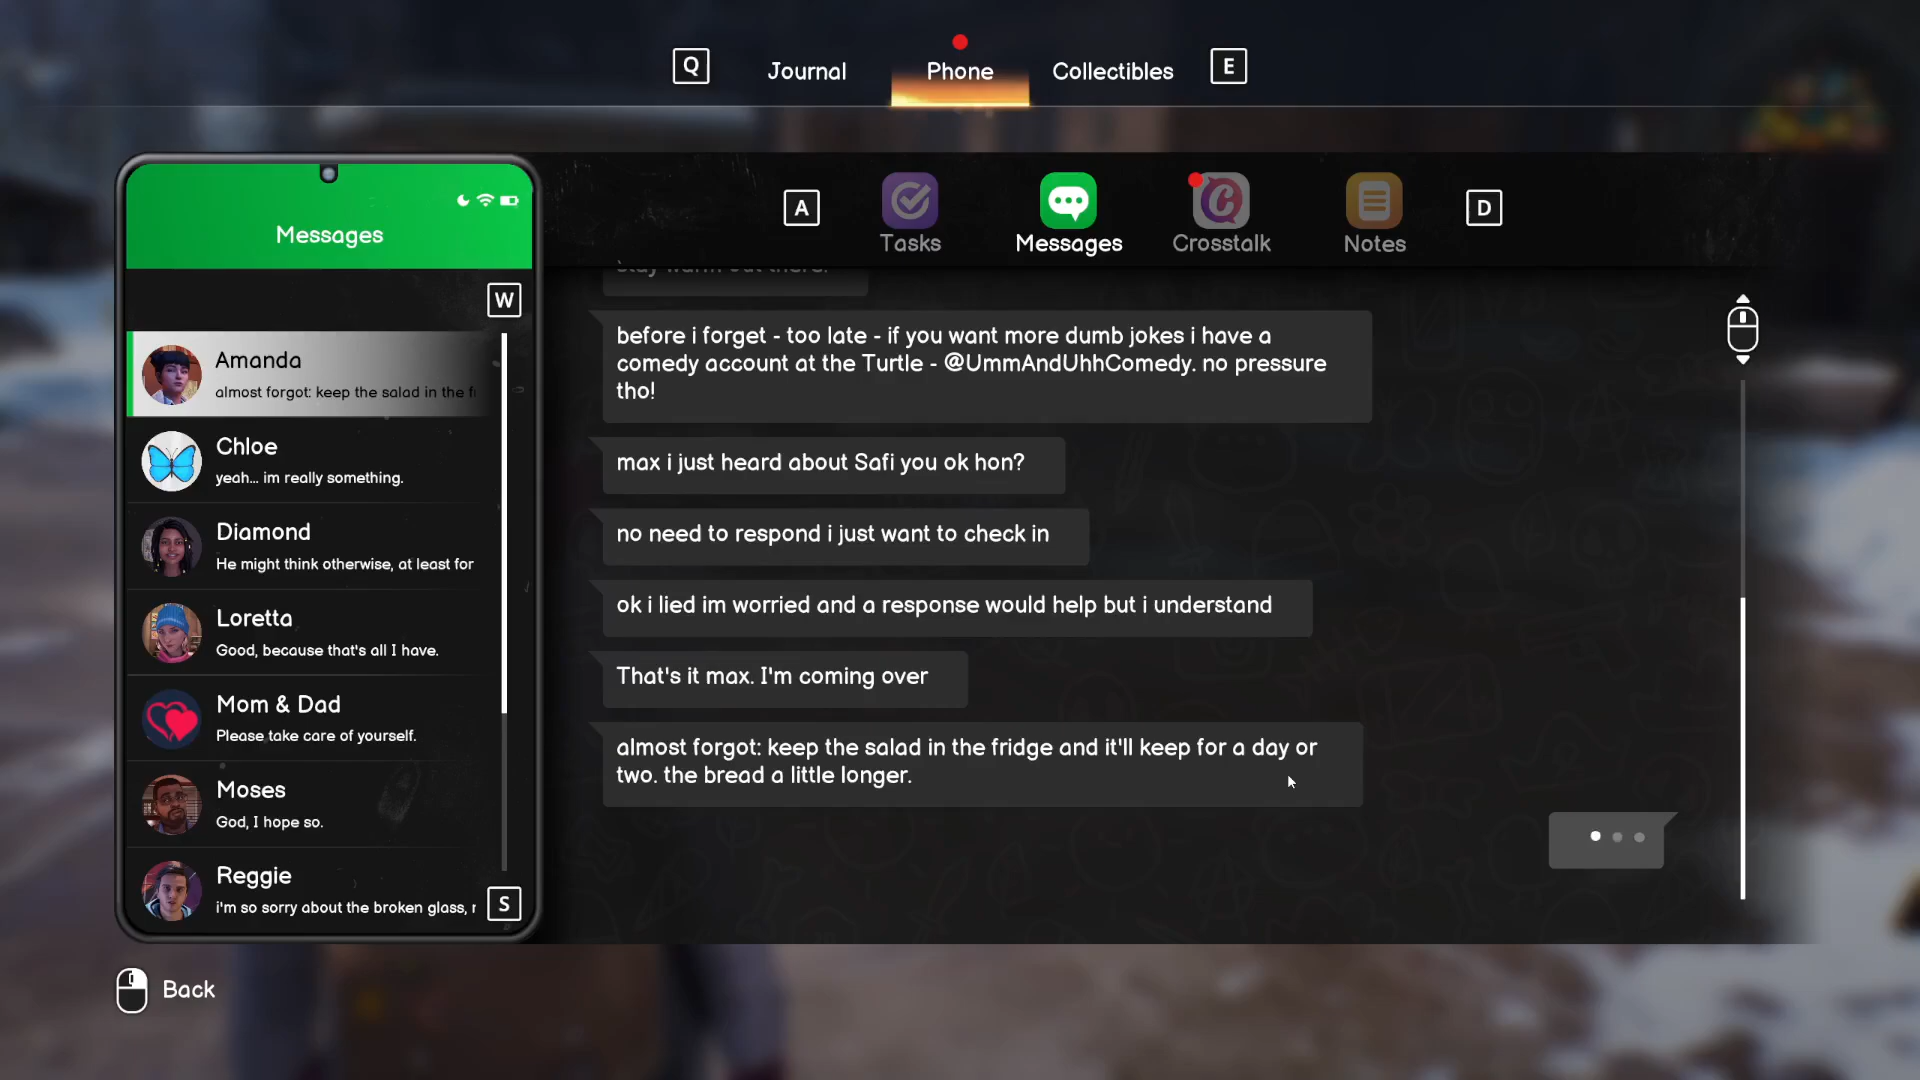 Q
Journal
Phone
Collectibles
E
Messages
A
Tasks
Messages
Crosstalk
Notes
D
W
Amanda
almost forgot: keep the salad in the f
Chloe
yeah... im really something.
Diamond
He might think otherwise, at least for
Loretta
Good, because that's all I have.
Mom & Dad
Please take care of yourself.
Moses
God, I hope so.
Reggie
i'm so sorry about the broken glass, r
S
stay warm out there.
before i forget - too late - if you want more dumb jokes i have a
comedy account at the Turtle - @UmmAndUhhComedy. no pressure
tho!
max i just heard about Safi you ok hon?
no need to respond i just want to check in
ok i lied im worried and a response would help but i understand
That's it max. I'm coming over
almost forgot: keep the salad in the fridge and it'll keep for a day or
two. the bread a little longer.
Back